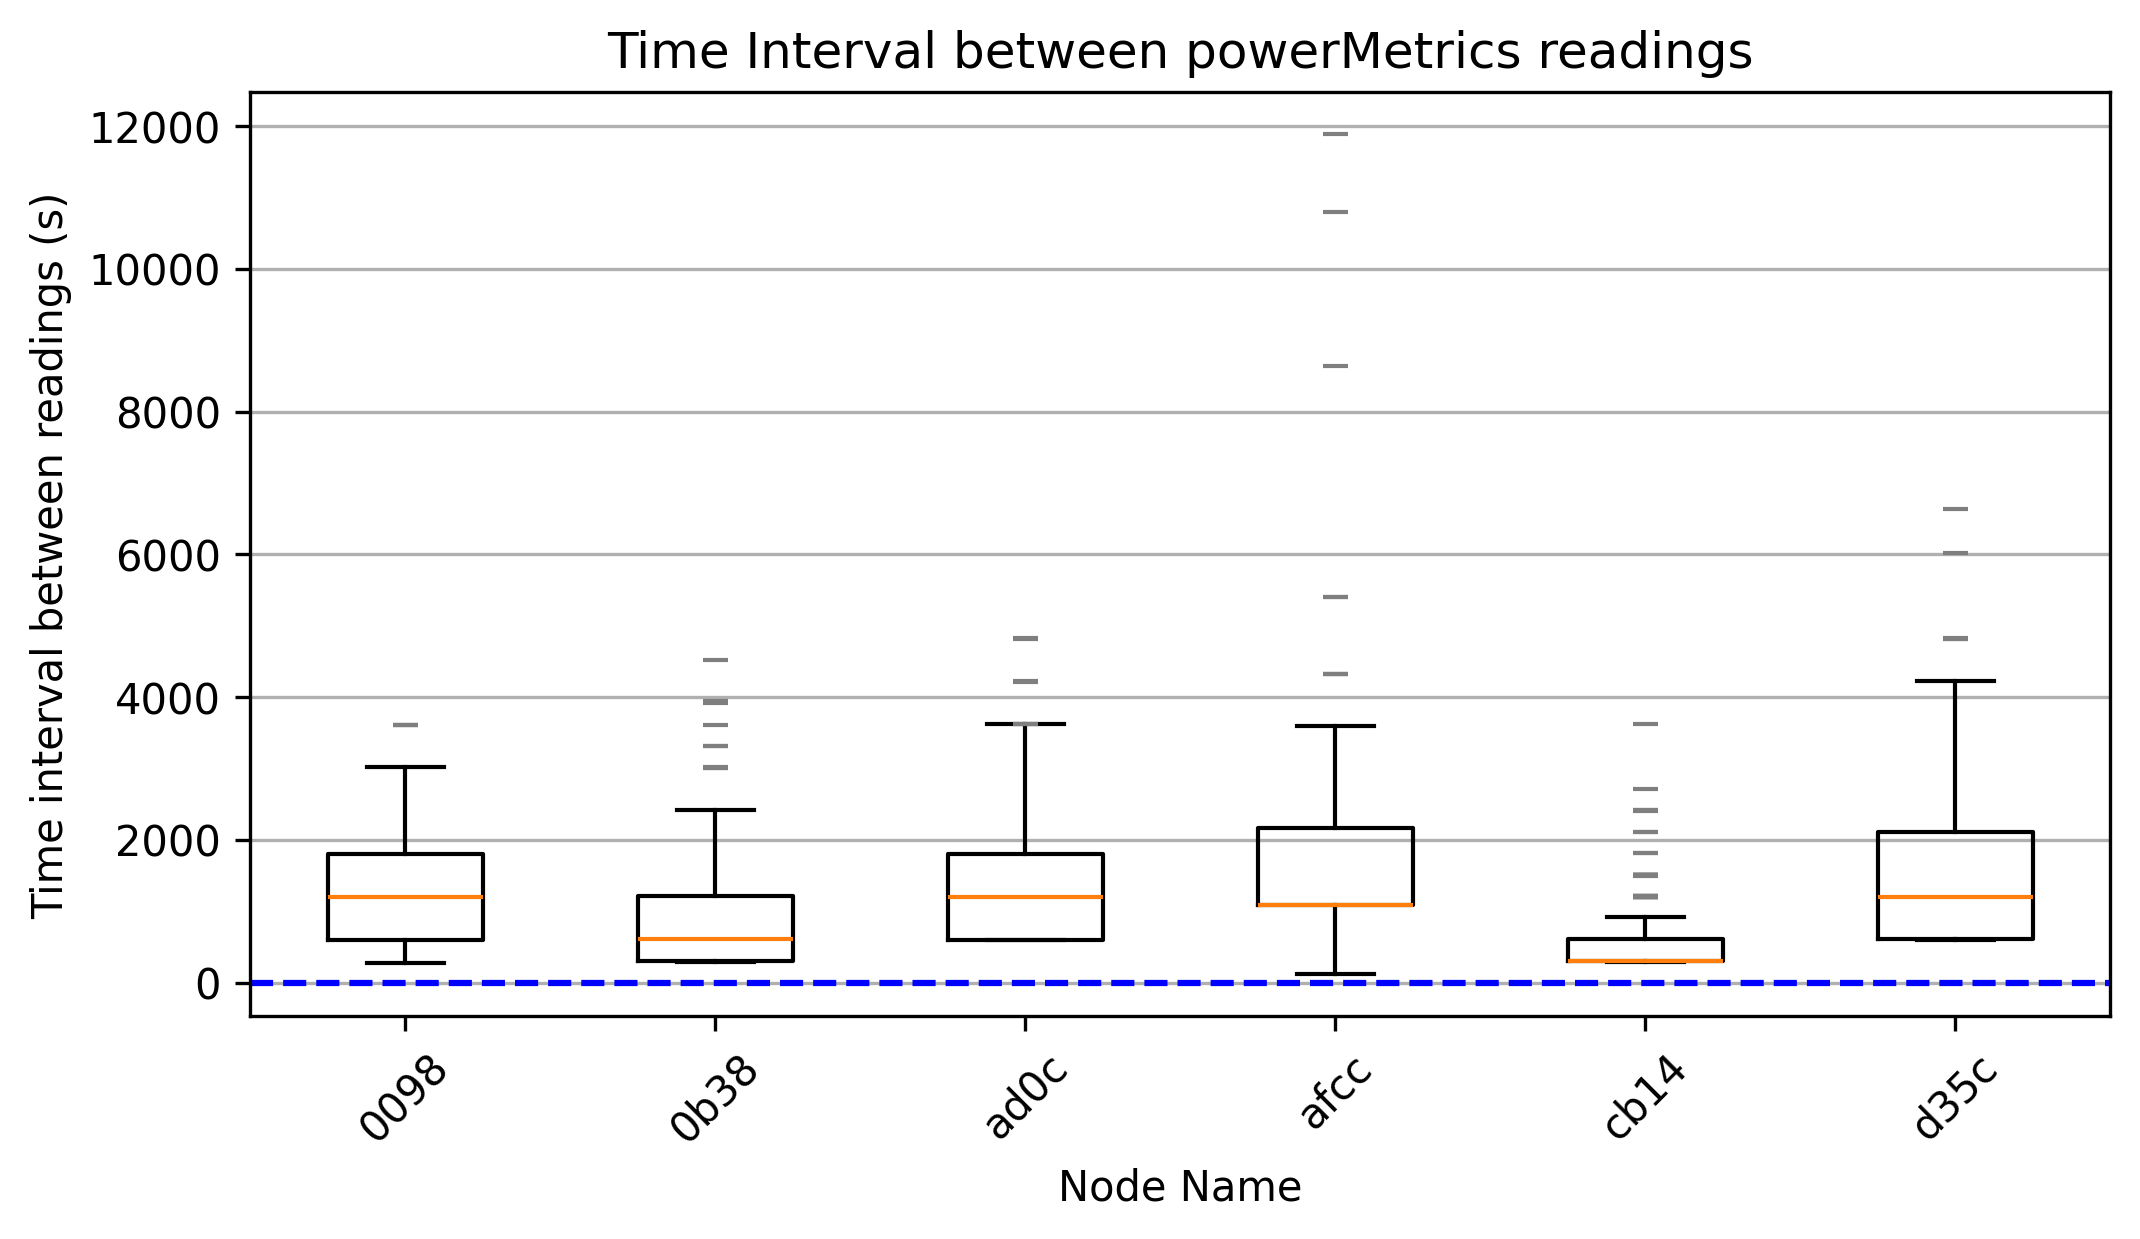 Time Interval between powerMetrics readings
Time interval between readings (s)
12000
10000
8000
6000
4000
2000
0
0098
0b38
ad0c
afcc
cb14
d35c
Node Name